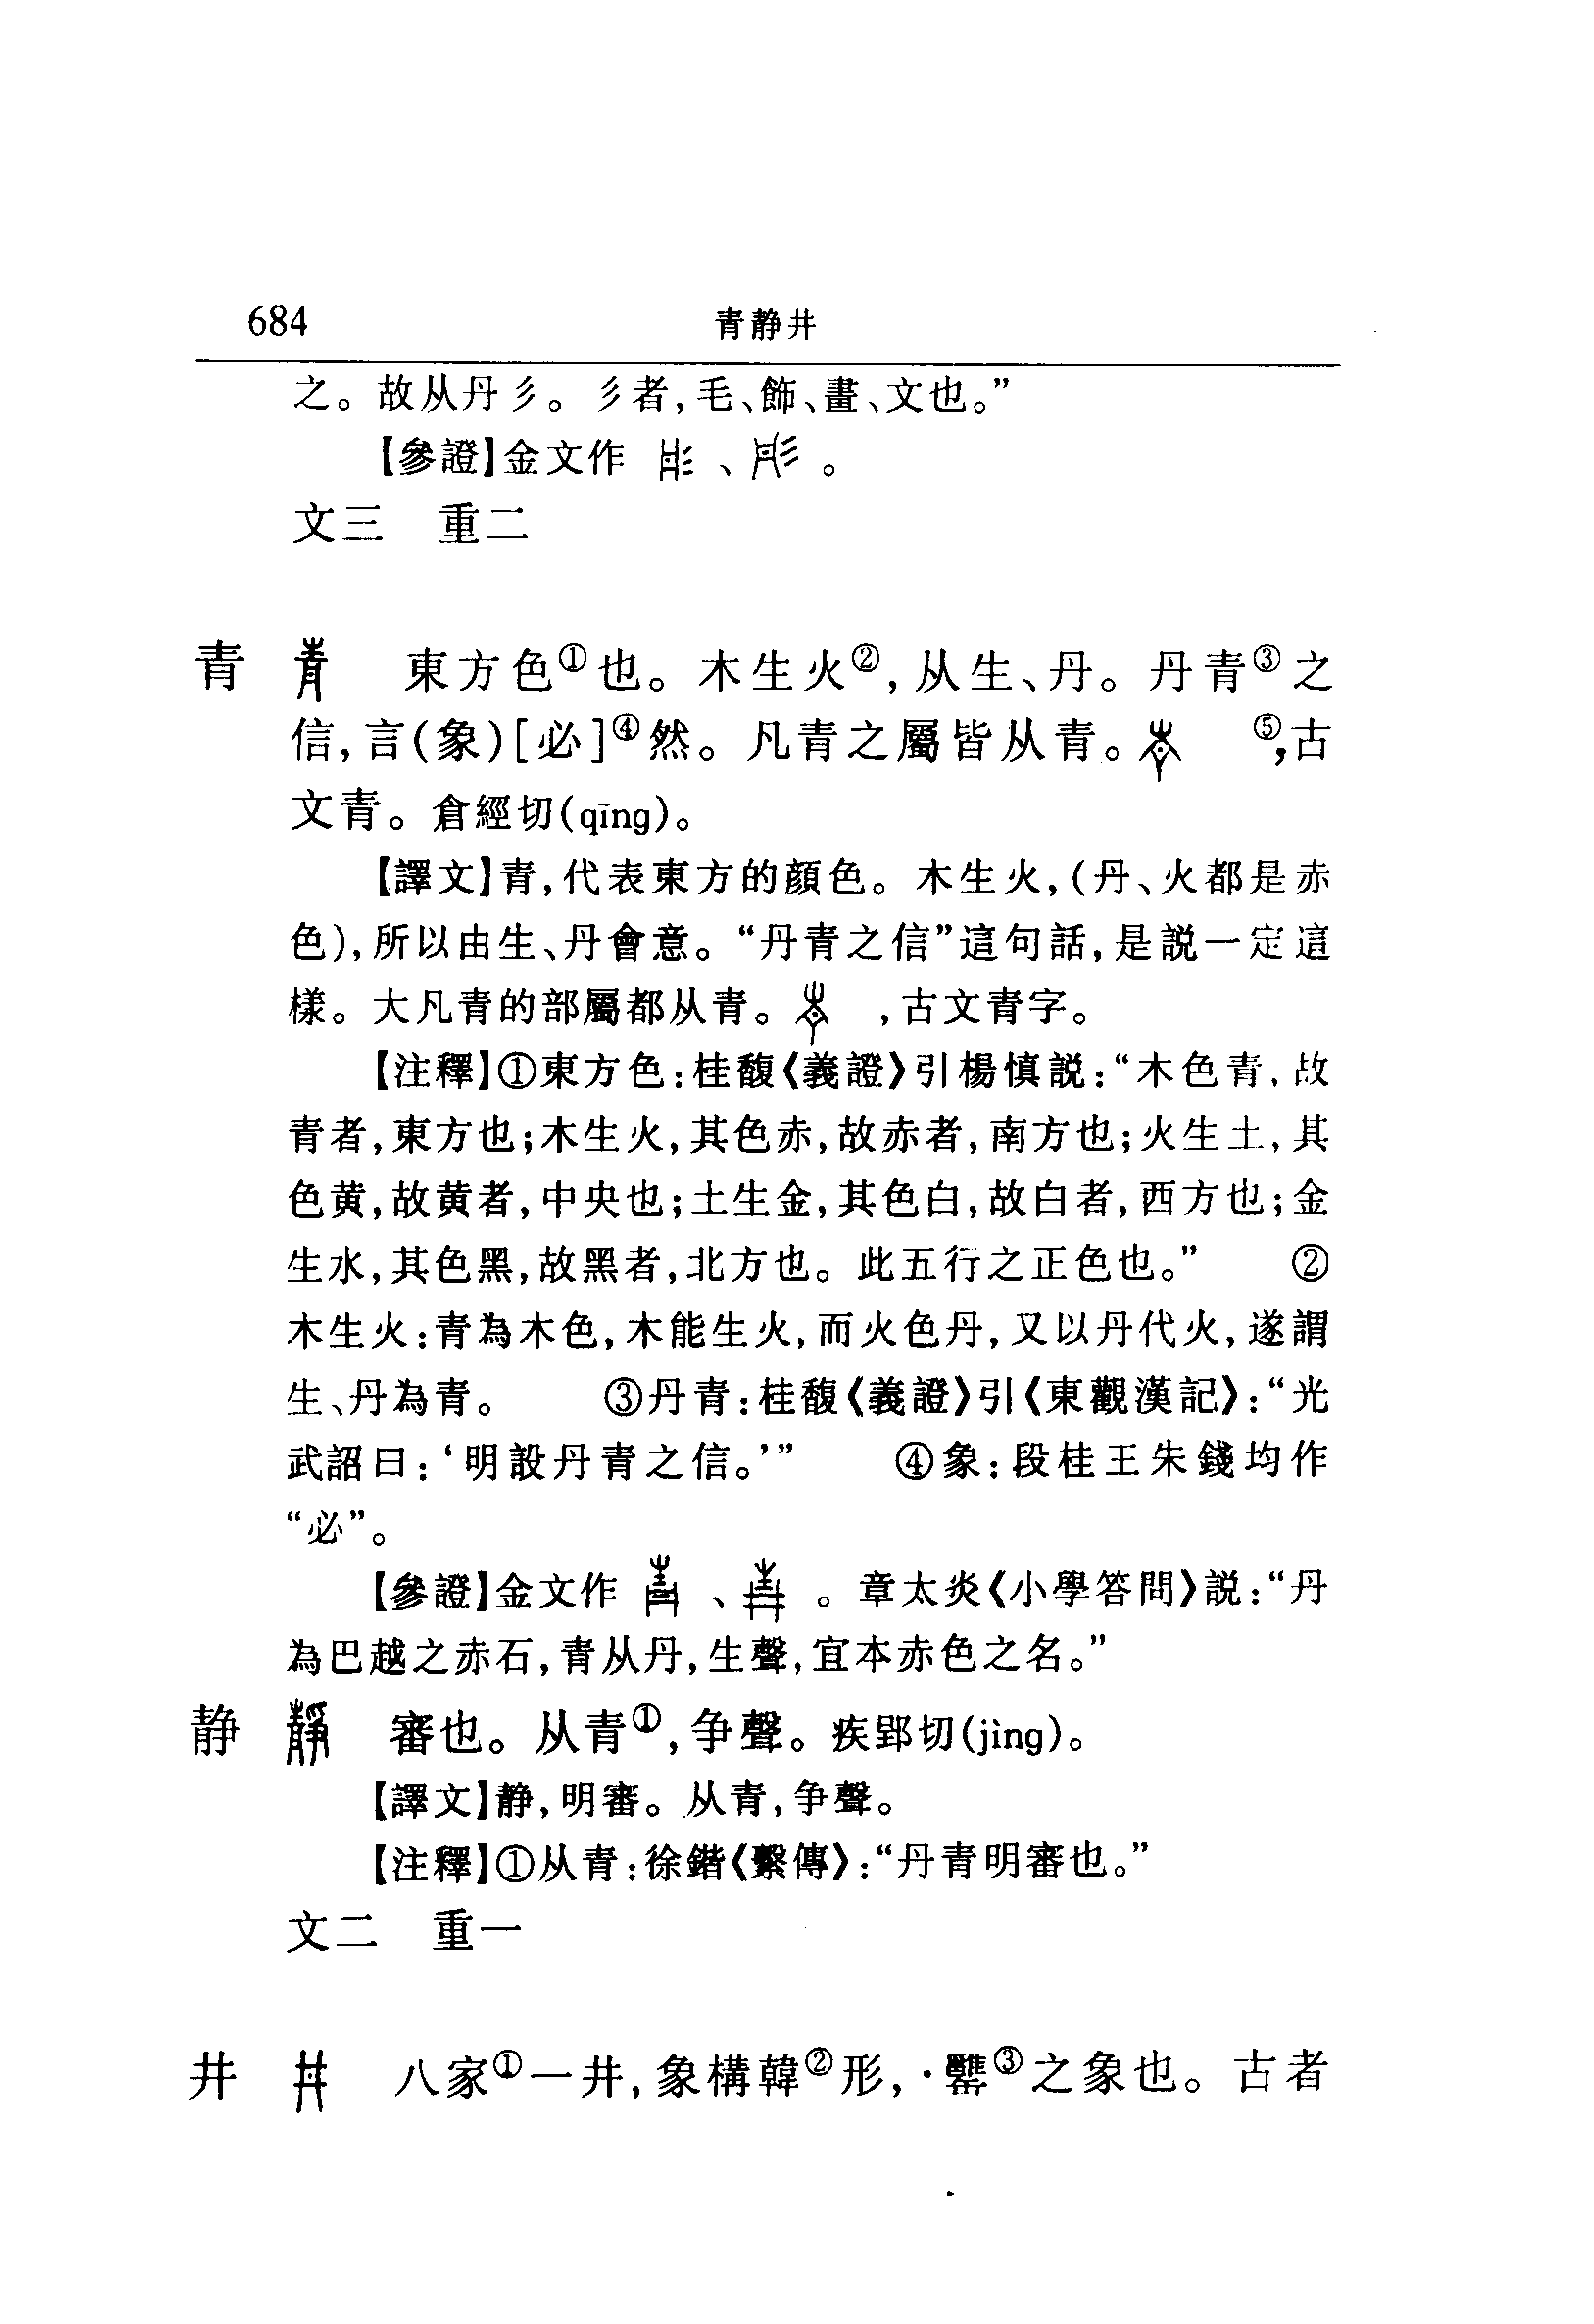 684 青静井
之。故从丹彡。彡者,毛、飾、畫、文也。”
【參證】金文作 、 。
文三 重二
青 東方色①也。木生火②,从生、丹。丹青③之
信,言(象)[必]④然。凡青之屬皆从青。 ⑤,古
文青。倉經切(qīng)。
【譯文】青,代表東方的顔色。木生火,(丹、火都是赤
色),所以由生、丹會意。“丹青之信”這句話,是説一定這
樣。大凡青的部屬都从青。 ,古文青字。
【注釋】①東方色:桂馥《義證》引楊慎説:“木色青,故
青者,東方也;木生火,其色赤,故赤者,南方也;火生土,其
色黄,故黄者,中央也;土生金,其色白,故白者,西方也;金
生水,其色黑,故黑者,北方也。此五行之正色也。” ②
木生火:青為木色,木能生火,而火色丹,又以丹代火,遂謂
生、丹為青。 ③丹青:桂馥《義證》引《東觀漢記》:“光
武詔曰:‘明設丹青之信。’” ④象:段桂王朱錢均作
“必”。
【參證】金文作 、 。章太炎《小學答問》説:“丹
為巴越之赤石,青从丹,生聲,宜本赤色之名。”
静 審也。从青①,争聲。疾郢切(jìng)。
【譯文】静,明審。从青,争聲。
【注釋】①从青:徐鍇《繫傳》:“丹青明審也。”
文二 重一
井 八家①一井,象構韓②形,·䍌③之象也。古者